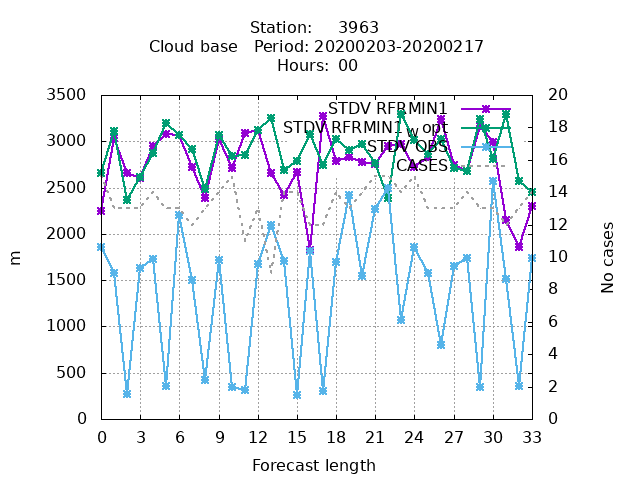 Station: 3963
Cloud base Period: 20200203-20200217
Hours: 00
3500
3000
2500
2000
1500
1000
500
0
m
STDV RFRMIN1
STDV RFRMIN1_opt
STDV OBS
CASES
20
18
16
14
12
10
8
6
4
2
0
No cases
0 3 6 9 12 15 18 21 24 27 30 33
Forecast length